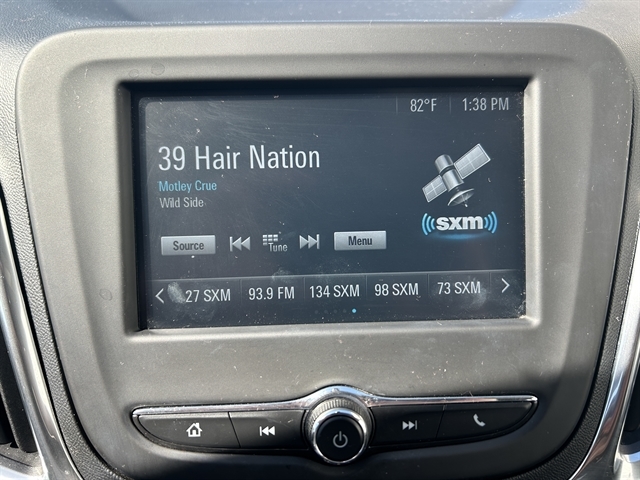 82°F 1:38 PM
39 Hair Nation
Motley Crue
Wild Side
sxm
Source Tune Menu
27 SXM 93.9 FM 134 SXM 98 SXM 73 SXM